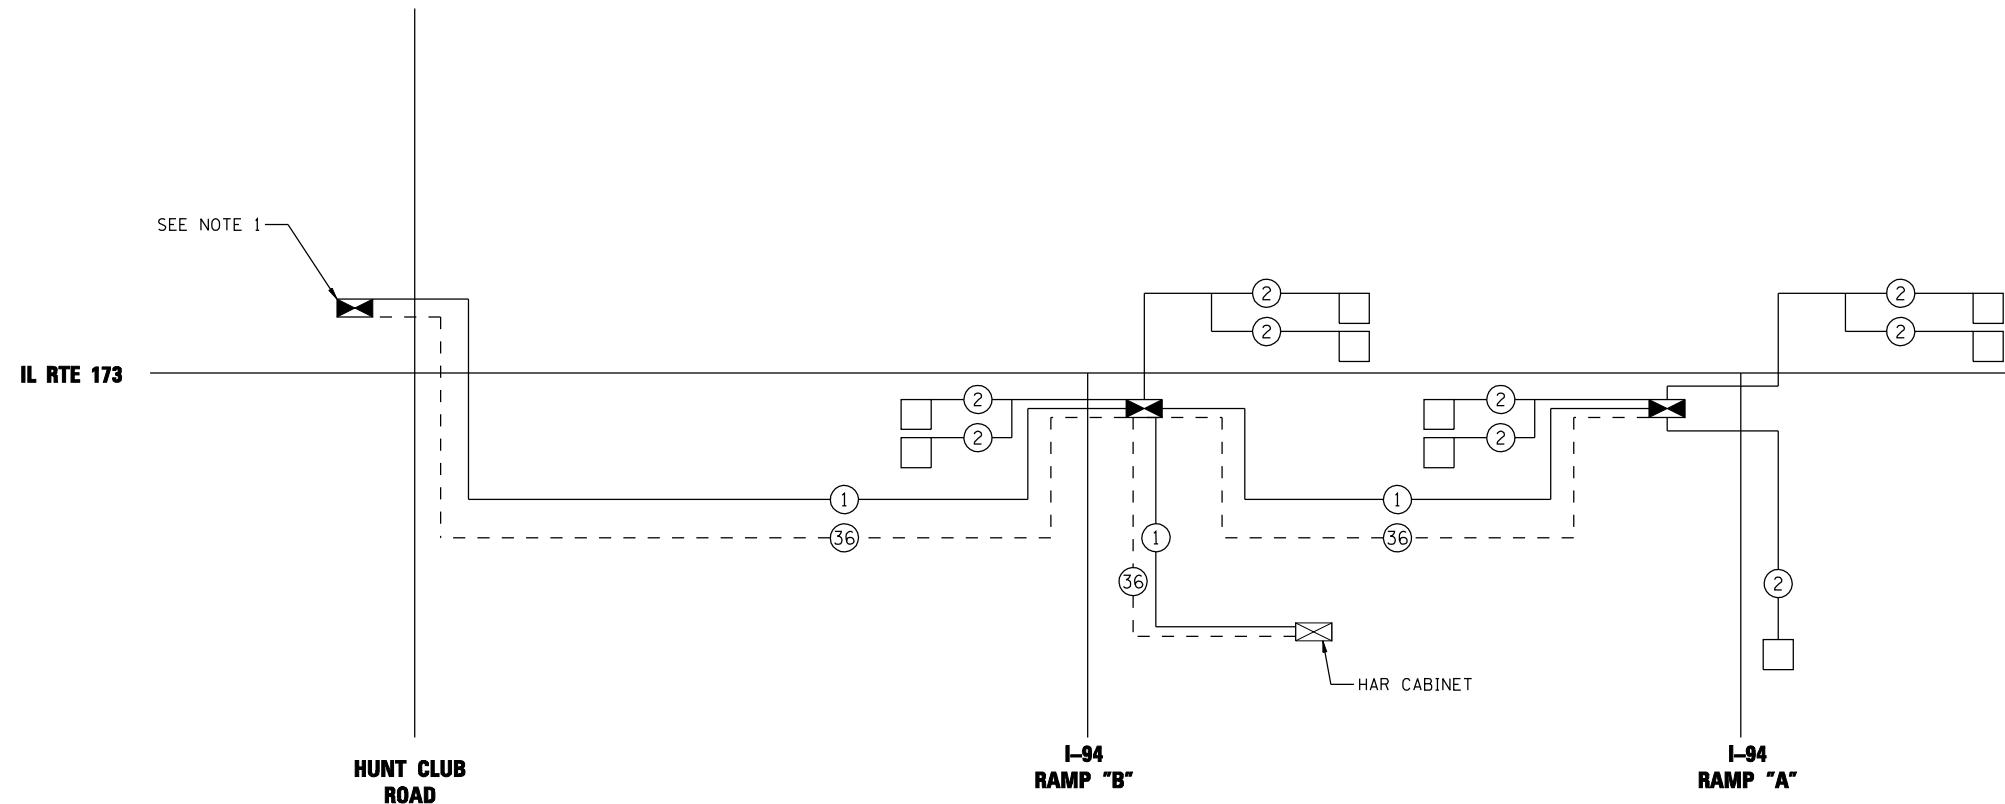 SEE NOTE 1
2
2
2
2
IL RTE 173
2
2
2
2
1
1
36
1
36
36
2
HAR CABINET
I-94
RAMP "B"
I-94
RAMP "A"
HUNT CLUB
ROAD